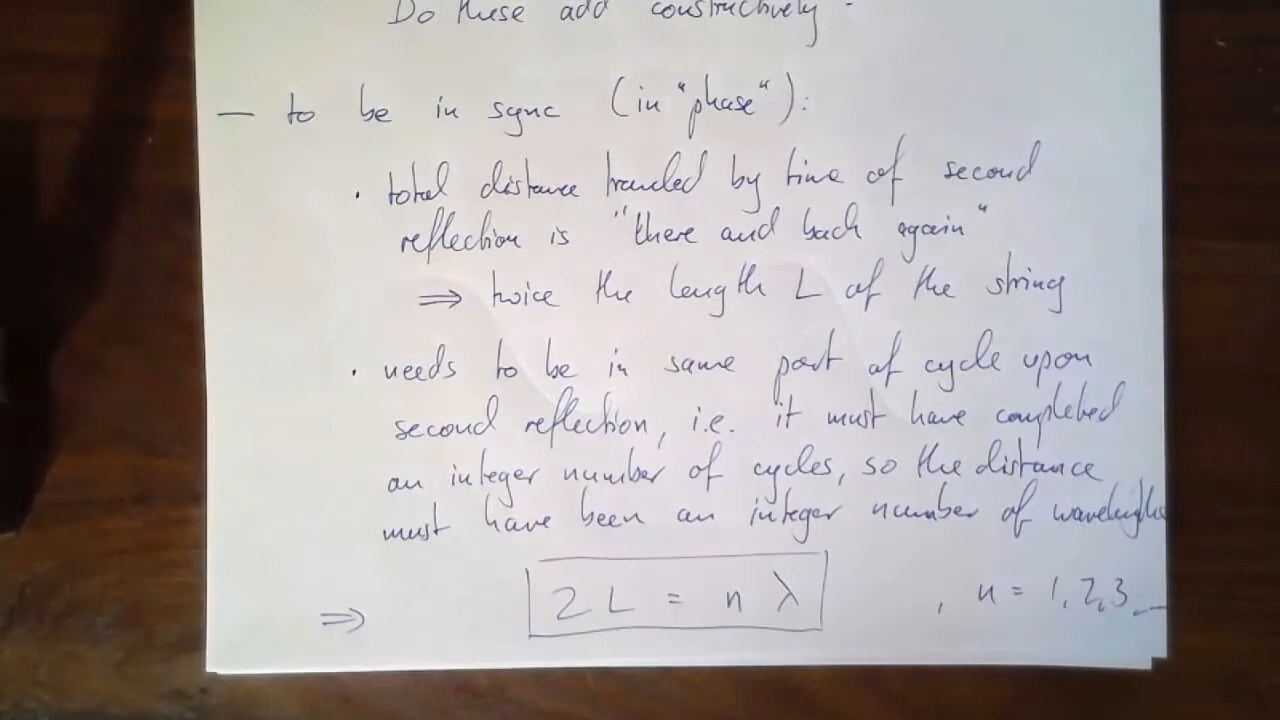 Do these add constructively.
— to be in sync (in "phase"):
· total distance traveled by time of second
reflection is "there and back again"
⇒ twice the length L of the string
· needs to be in same part of cycle upon
second reflection, i.e. it must have completed
an integer number of cycles, so the distance
must have been an integer number of wavelengths
⇒ 2L = n λ , n = 1, 2, 3, ...